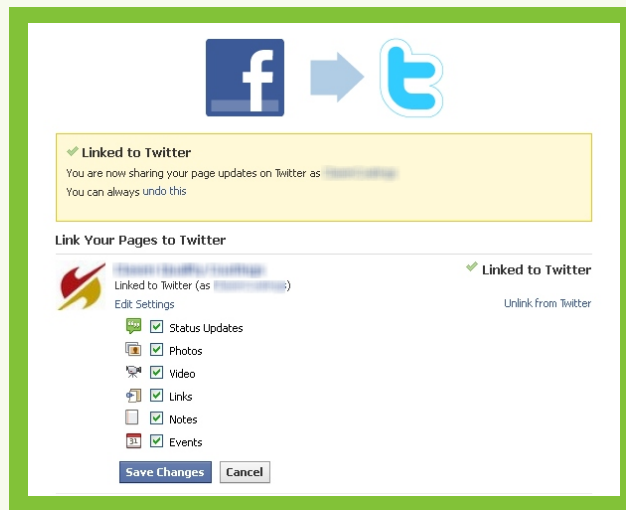 Linked to Twitter
You are now sharing your page updates on Twitter as
You can always undo this
Link Your Pages to Twitter
Linked to Twitter
Linked to Twitter (as )
Edit Settings
Unlink from Twitter
Status Updates
Photos
Video
Links
Notes
31
Events
Save Changes
Cancel